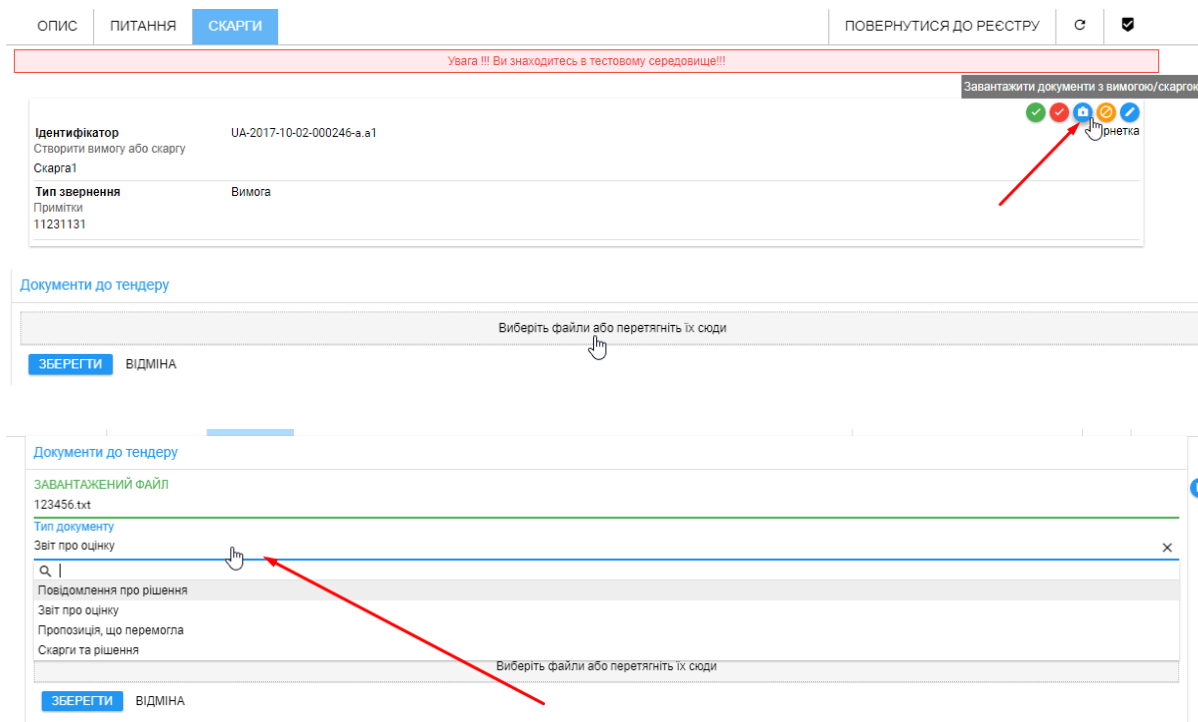 ОПИС ПИТАННЯ СКАРГИ ПОВЕРНУТИСЯ ДО РЕЄСТРУ
Увага !!! Ви знаходитесь в тестовому середовище!!!
Завантажити документи з вимогою/скаргою
Ідентифікатор UA-2017-10-02-000246-a.a1 рнетка
Створити вимогу або скаргу
Скарга1
Тип звернення Вимога
Примітки
11231131
Документи до тендеру
Виберіть файли або перетягніть їх сюди
ЗБЕРЕГТИ ВІДМІНА
Документи до тендеру
ЗАВАНТАЖЕНИЙ ФАЙЛ
123456.txt
Тип документу
Звіт про оцінку
Повідомлення про рішення
Звіт про оцінку
Пропозиція, що перемогла
Скарги та рішення
Виберіть файли або перетягніть їх сюди
ЗБЕРЕГТИ ВІДМІНА